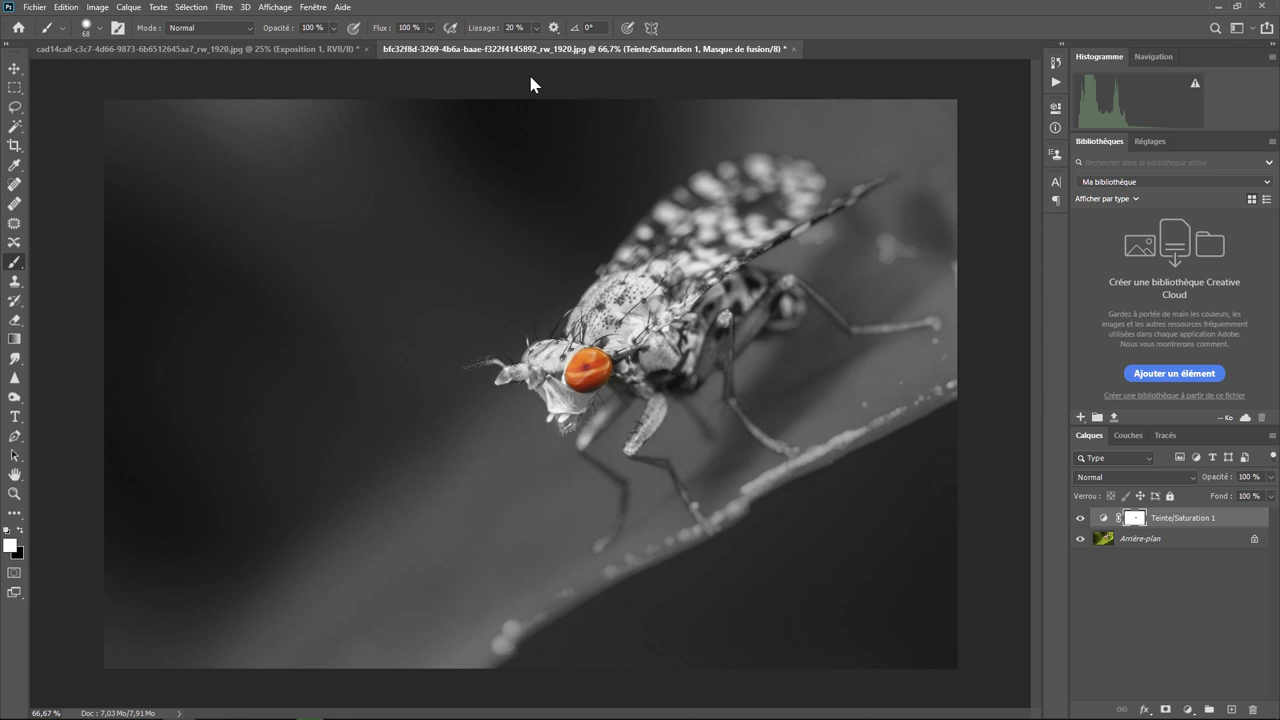 Ps Fichier Edition Image Calque Texte Sélection Filtre 3D Affichage Fenêtre Aide
68 Mode : Normal Opacité : 100 % Flux : 100 % Lissage : 20 % 0°
cad14ca8-c3c7-4d66-9873-6b6512645aa7_rw_1920.jpg @ 25% (Exposition 1, RVB/8) * ×
bfc32f8d-3269-4b6a-baae-f322f4145892_rw_1920.jpg @ 66,7% (Teinte/Saturation 1, Masque de fusion/8) * ×
Histogramme Navigation
Bibliothèques Réglages
Rechercher dans la bibliothèque active
Ma bibliothèque
Afficher par type
Créer une bibliothèque Creative
Cloud
Gardez à portée de main les couleurs, les
images et les autres ressources fréquemment
utilisées dans chaque application Adobe.
Nous vous montrerons comment.
Ajouter un élément
Créer une bibliothèque à partir de ce fichier
-- Ko
Calques Couches Tracés
Type
Normal Opacité : 100 %
Verrou : Fond : 100 %
Teinte/Saturation 1
Arrière-plan
fx
66,67 % Doc : 7,03 Mo/7,91 Mo